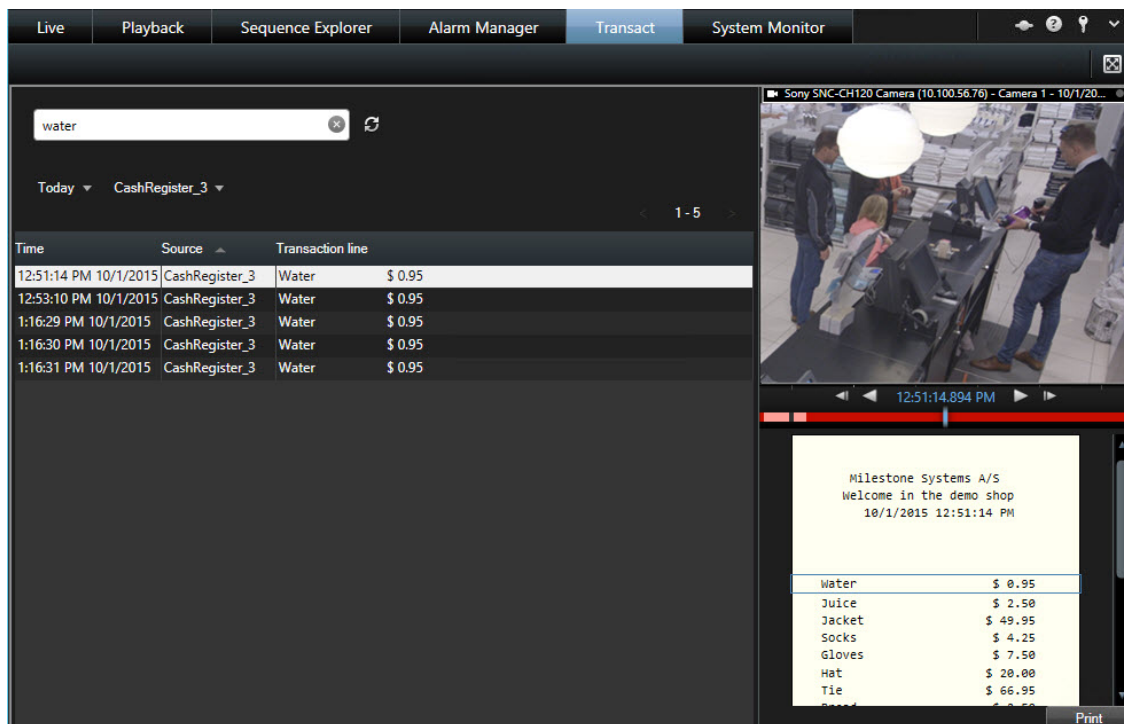 Live Playback Sequence Explorer Alarm Manager Transact System Monitor
Sony SNC-CH120 Camera (10.100.56.76) - Camera 1 - 10/1/20...
water
Today CashRegister_3
< 1 - 5 >
Time Source Transaction line
12:51:14 PM 10/1/2015 CashRegister_3 Water $ 0.95
12:53:10 PM 10/1/2015 CashRegister_3 Water $ 0.95
1:16:29 PM 10/1/2015 CashRegister_3 Water $ 0.95
1:16:30 PM 10/1/2015 CashRegister_3 Water $ 0.95
1:16:31 PM 10/1/2015 CashRegister_3 Water $ 0.95
12:51:14.894 PM
Milestone Systems A/S
Welcome in the demo shop
10/1/2015 12:51:14 PM
Water $ 0.95
Juice $ 2.50
Jacket $ 49.95
Socks $ 4.25
Gloves $ 7.50
Hat $ 20.00
Tie $ 66.95
Print